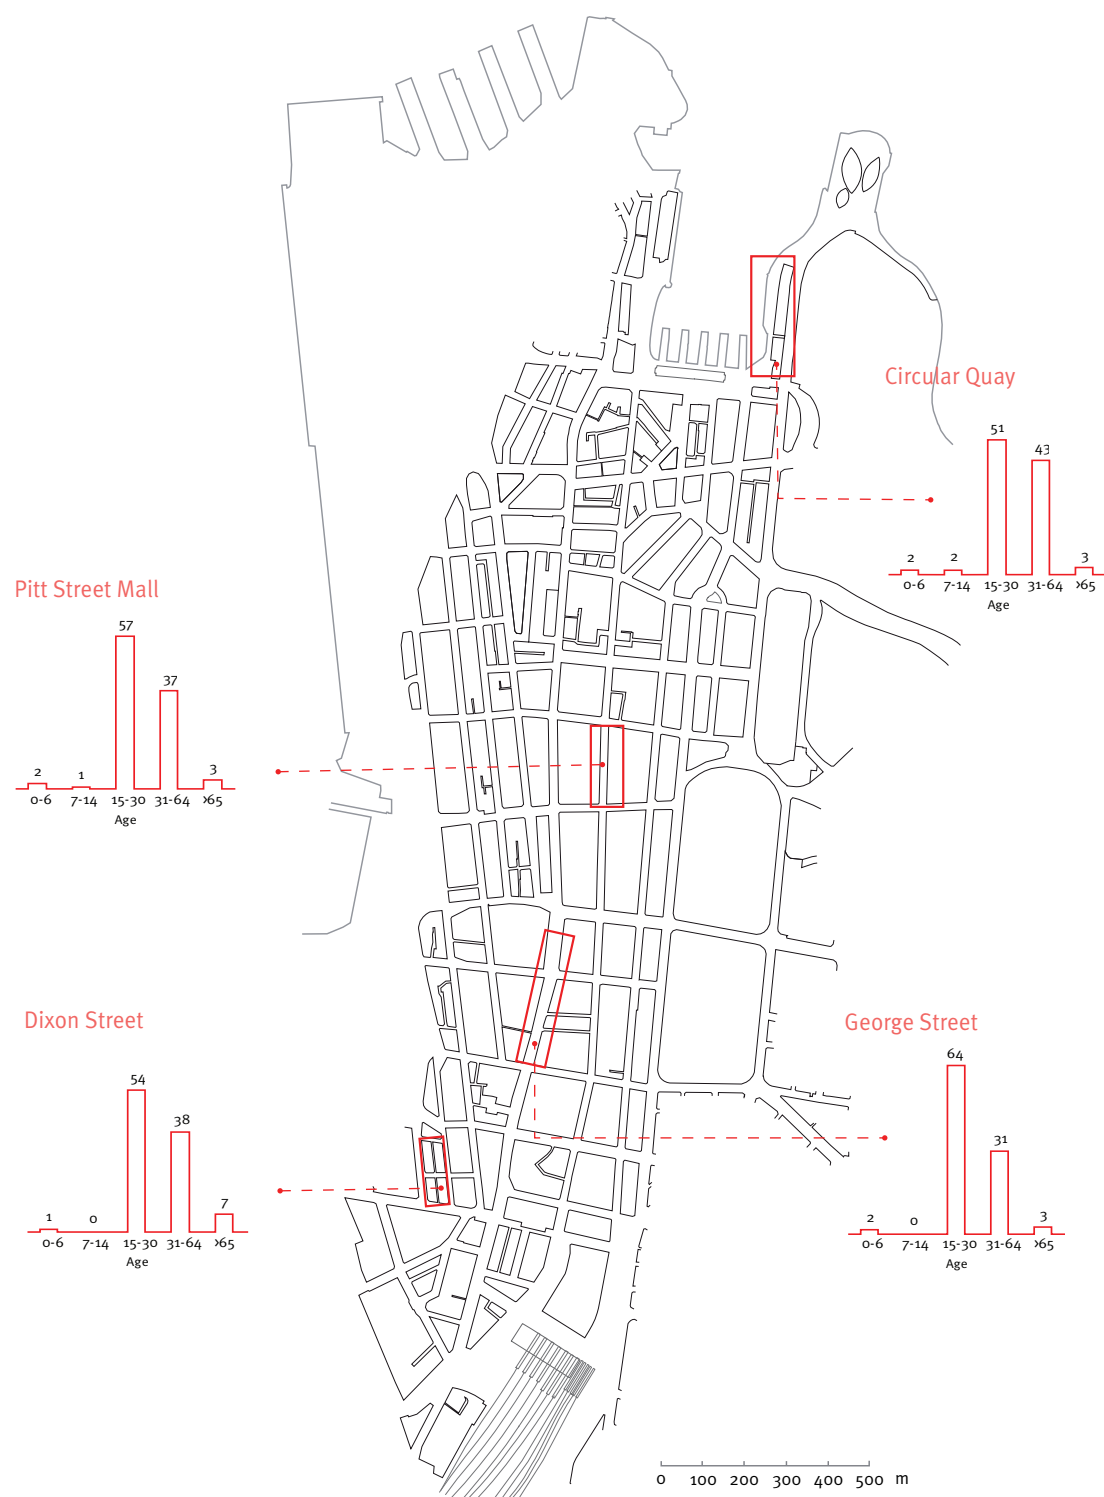 Circular Quay
51
43
2 2 3
0-6 7-14 15-30 31-64 >65
Age
Pitt Street Mall
57
37
2 1 3
0-6 7-14 15-30 31-64 >65
Age
Dixon Street
54
38
1 0 7
0-6 7-14 15-30 31-64 >65
Age
George Street
64
31
2 0 3
0-6 7-14 15-30 31-64 >65
Age
0 100 200 300 400 500 m